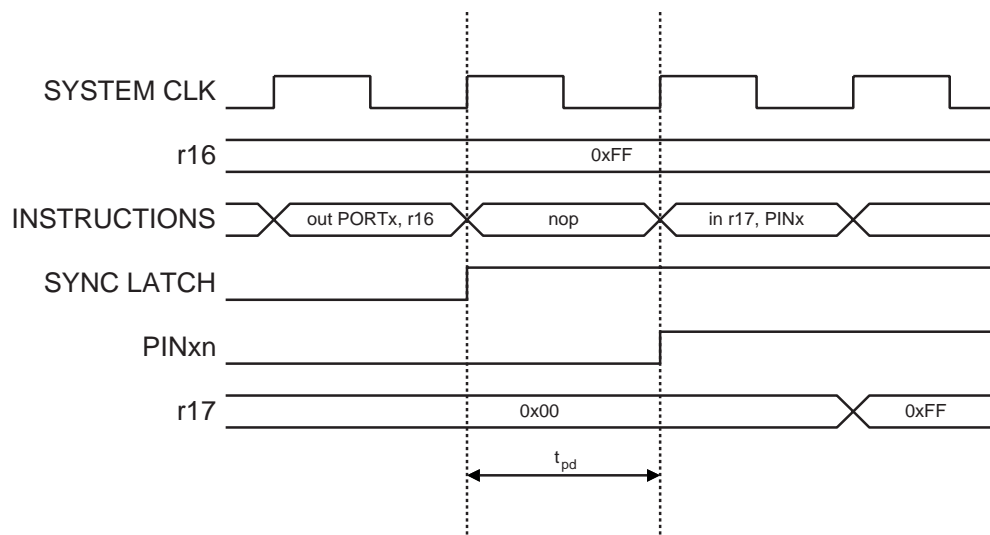 SYSTEM CLK
r16
0xFF
INSTRUCTIONS
out PORTx, r16
nop
in r17, PINx
SYNC LATCH
PINxn
r17
0x00
0xFF
tpd